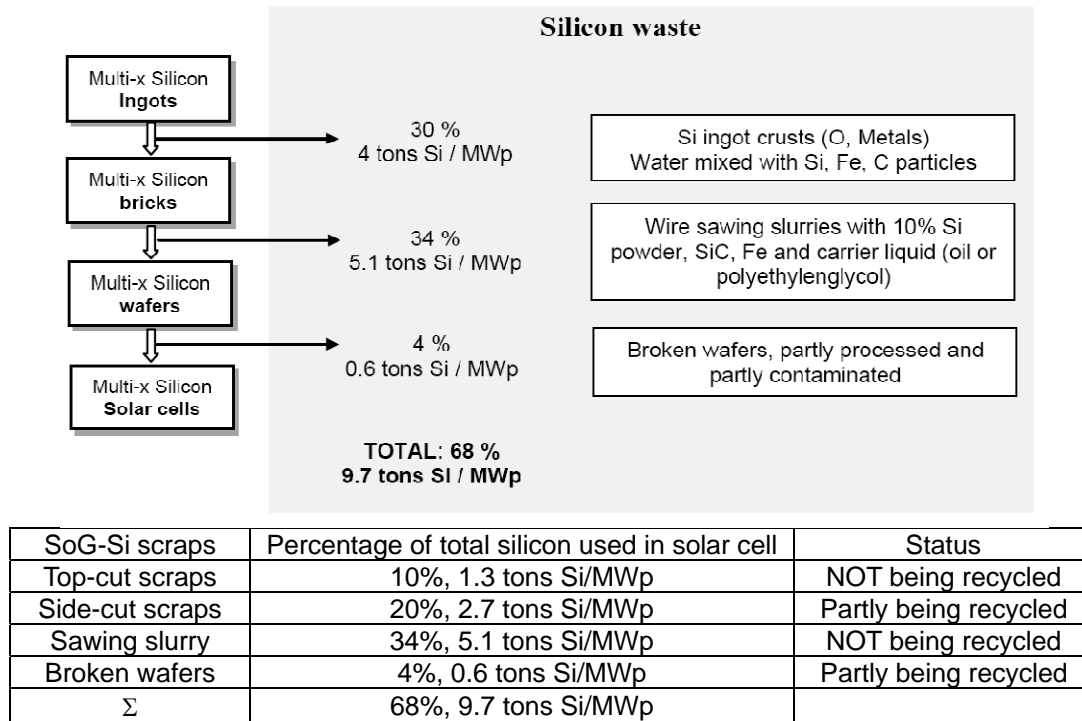 Silicon waste
Multi-x Silicon
Ingots
30 %
4 tons Si / MWp
Si ingot crusts (O, Metals)
Water mixed with Si, Fe, C particles
Multi-x Silicon
bricks
34 %
5.1 tons Si / MWp
Wire sawing slurries with 10% Si
powder, SiC, Fe and carrier liquid (oil or
polyethylenglycol)
Multi-x Silicon
wafers
4 %
0.6 tons Si / MWp
Broken wafers, partly processed and
partly contaminated
Multi-x Silicon
Solar cells
TOTAL: 68 %
9.7 tons Si / MWp
SoG-Si scraps Percentage of total silicon used in solar cell Status
Top-cut scraps 10%, 1.3 tons Si/MWp NOT being recycled
Side-cut scraps 20%, 2.7 tons Si/MWp Partly being recycled
Sawing slurry 34%, 5.1 tons Si/MWp NOT being recycled
Broken wafers 4%, 0.6 tons Si/MWp Partly being recycled
Σ 68%, 9.7 tons Si/MWp